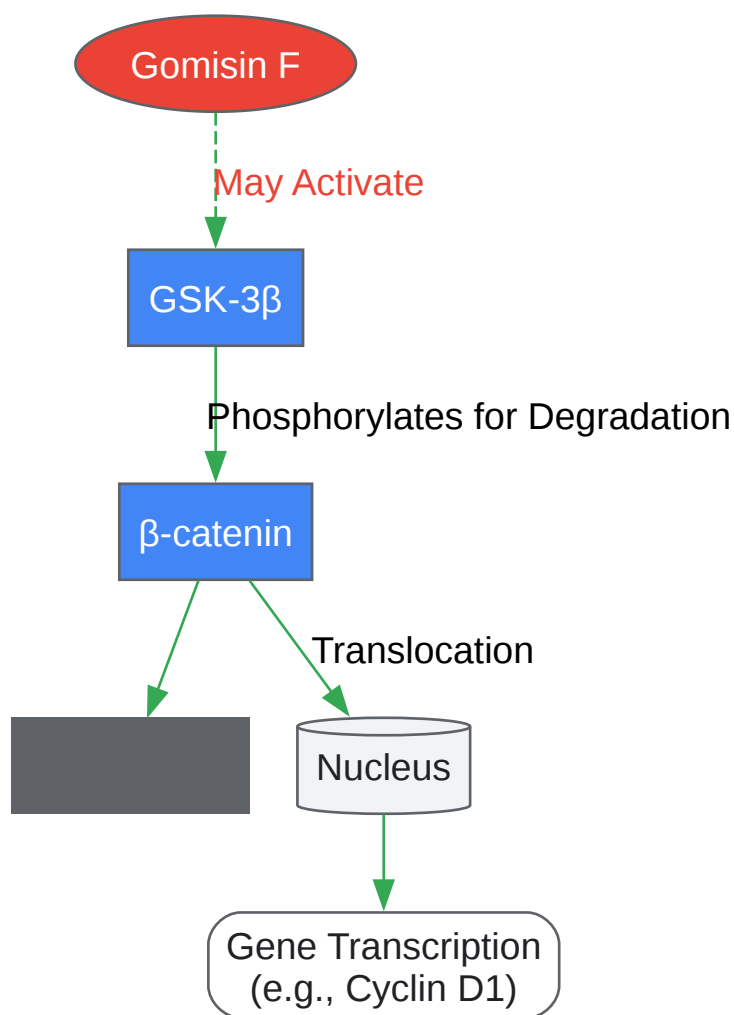 Gomisin F
May Activate
GSK-3β
Phosphorylates for Degradation
β-catenin
Translocation
Nucleus
Gene Transcription
(e.g., Cyclin D1)